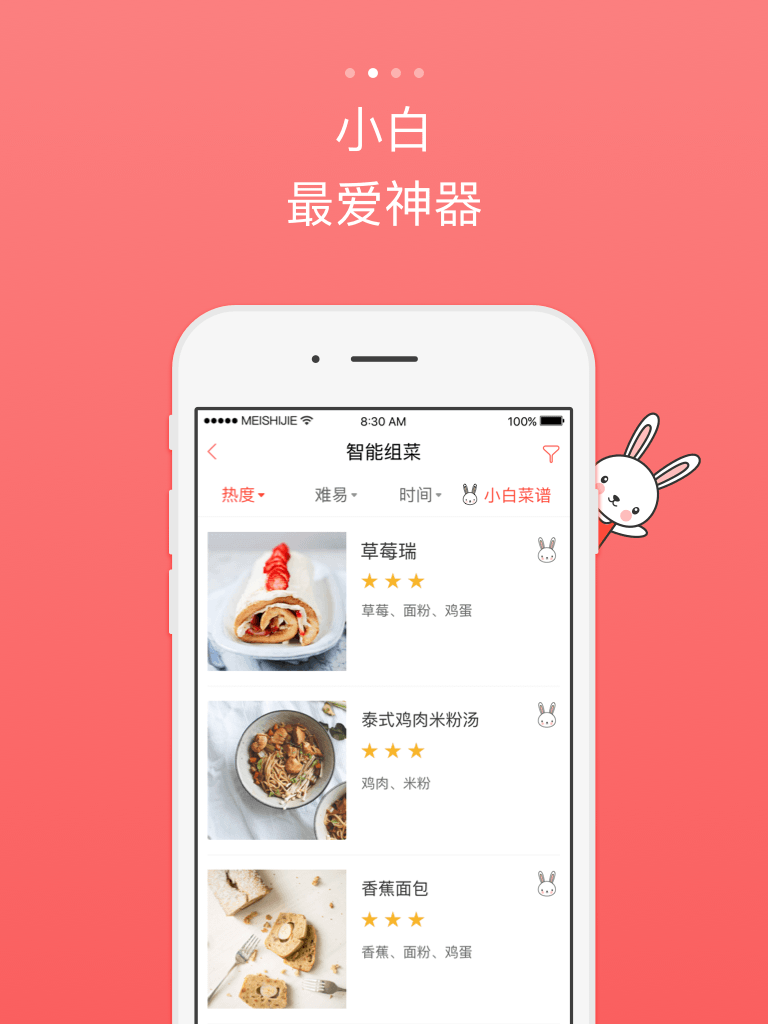 小白
最爱神器
MEISHIJIE 8:30 AM 100%
智能组菜
热度 难易 时间 小白菜谱
草莓瑞
草莓、面粉、鸡蛋
泰式鸡肉米粉汤
鸡肉、米粉
香蕉面包
香蕉、面粉、鸡蛋